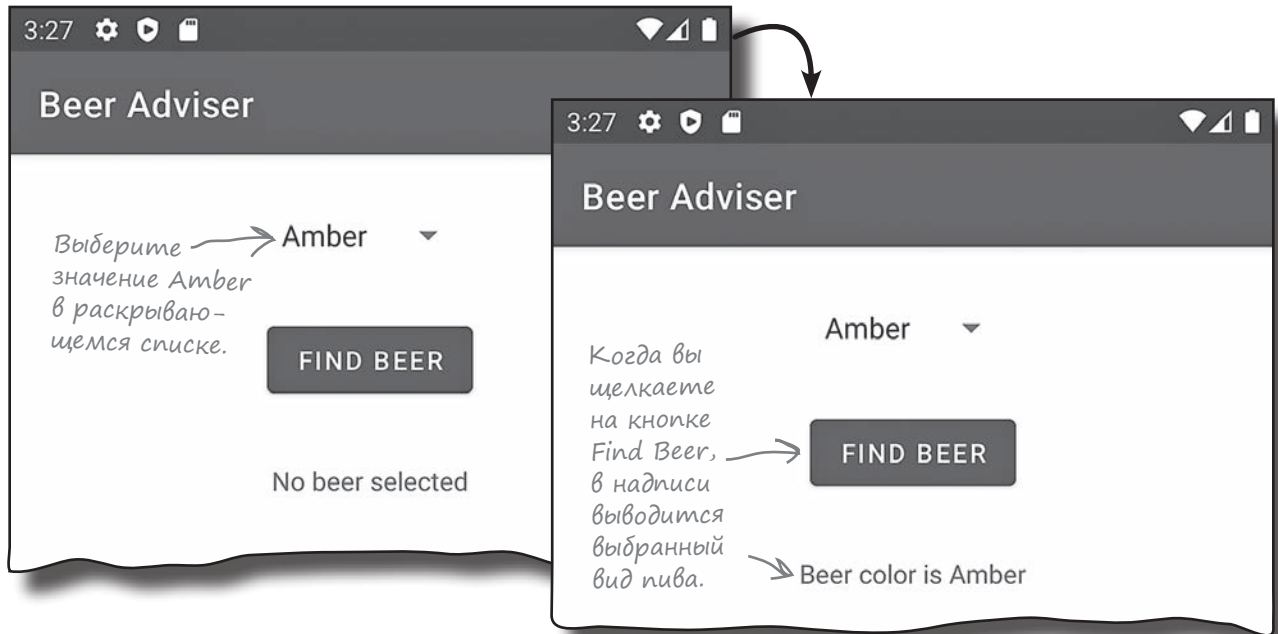 3:27
Beer Adviser
Выберите
значение Amber
в раскрываю-
щемся списке.
Amber
FIND BEER
No beer selected
3:27
Beer Adviser
Amber
Когда вы
щелкаете
на кнопке
Find Beer,
в надписи
выводится
выбранный
вид пива.
FIND BEER
Beer color is Amber